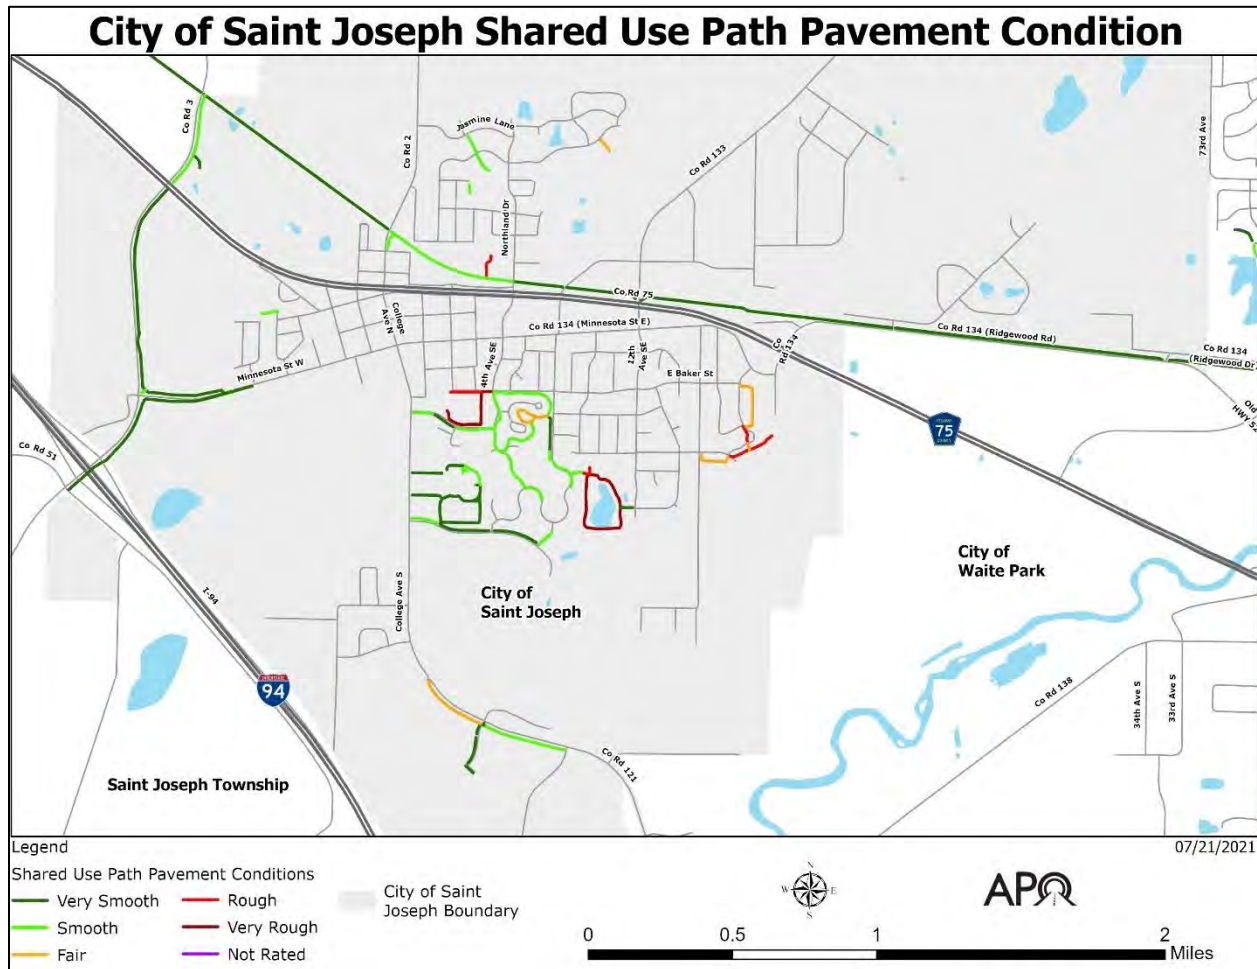 City of Saint Joseph Shared Use Path Pavement Condition
Co Rd 3
Co Rd 2
Jasmine Lane
Northland Dr
Co Rd 133
73rd Ave
Co Rd 75
Co Rd 134 (Minnesota St E)
College
Ave N
Minnesota St W
4th Ave SE
12th
Ave SE
E Baker St
Co
Rd 134
Co Rd 134 (Ridgewood Rd)
Co Rd 134
(Ridgewood Dr
Old
HWY 52
75
Co Rd 51
I-94
94
College Ave S
City of
Saint Joseph
City of
Waite Park
Co Rd 138
34th Ave S
33rd Ave S
Co Rd 121
Saint Joseph Township
Legend
07/21/2021
Shared Use Path Pavement Conditions
Very Smooth
Rough
Smooth
Very Rough
Fair
Not Rated
City of Saint
Joseph Boundary
N
W E
S
APO
0 0.5 1 2
Miles